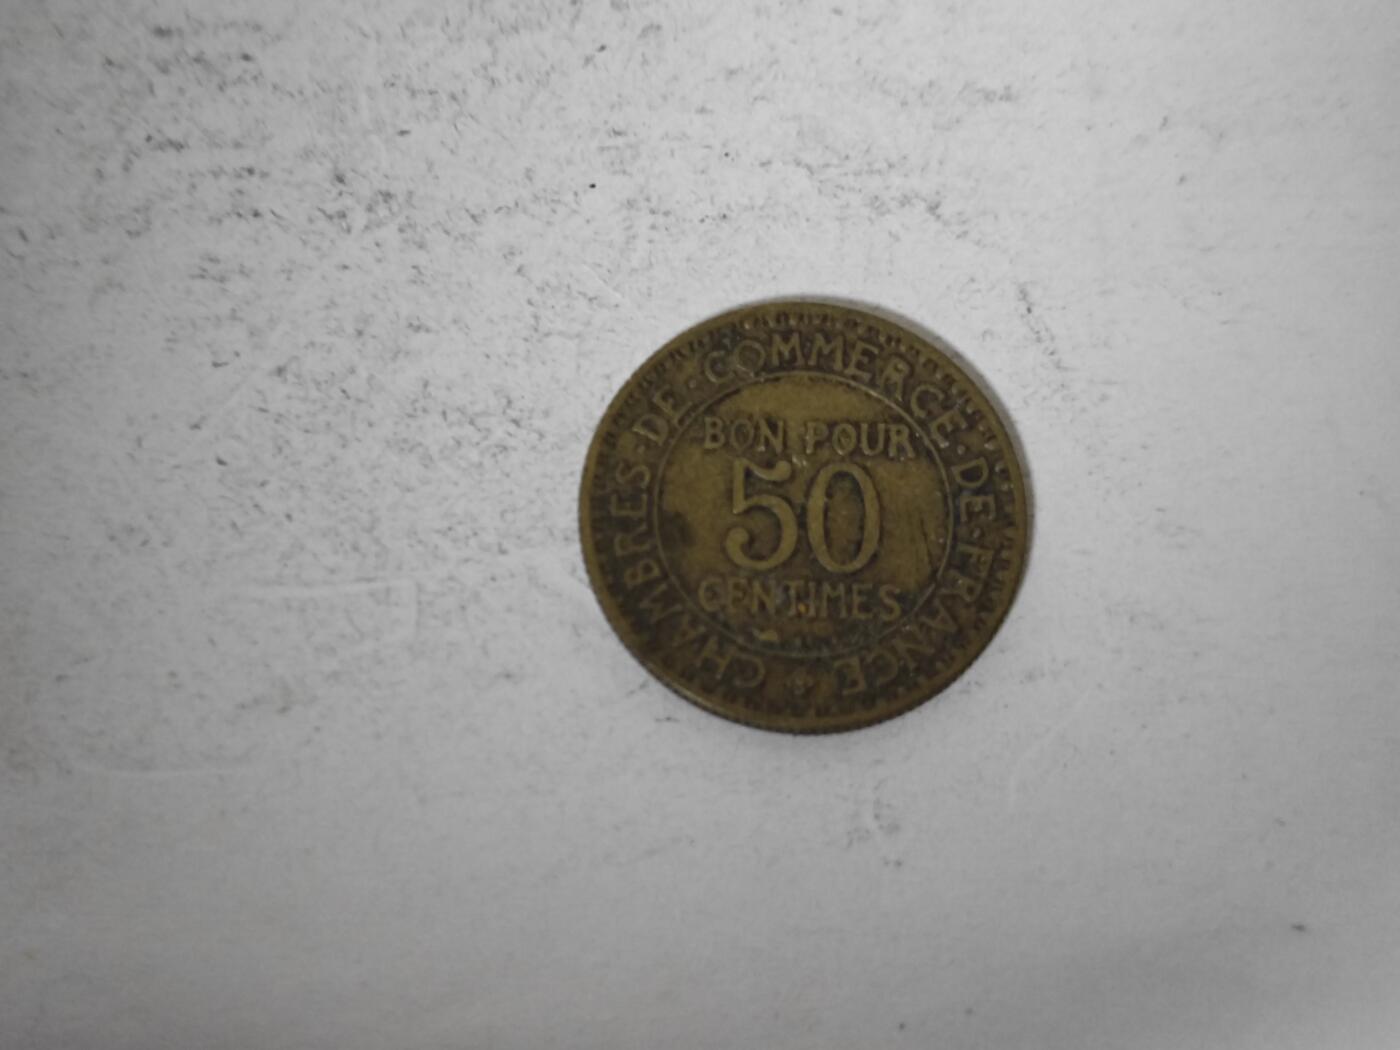 CHAMBRES · DE · COMMERCE · DE · FRANCE
BON POUR
50
CENTIMES